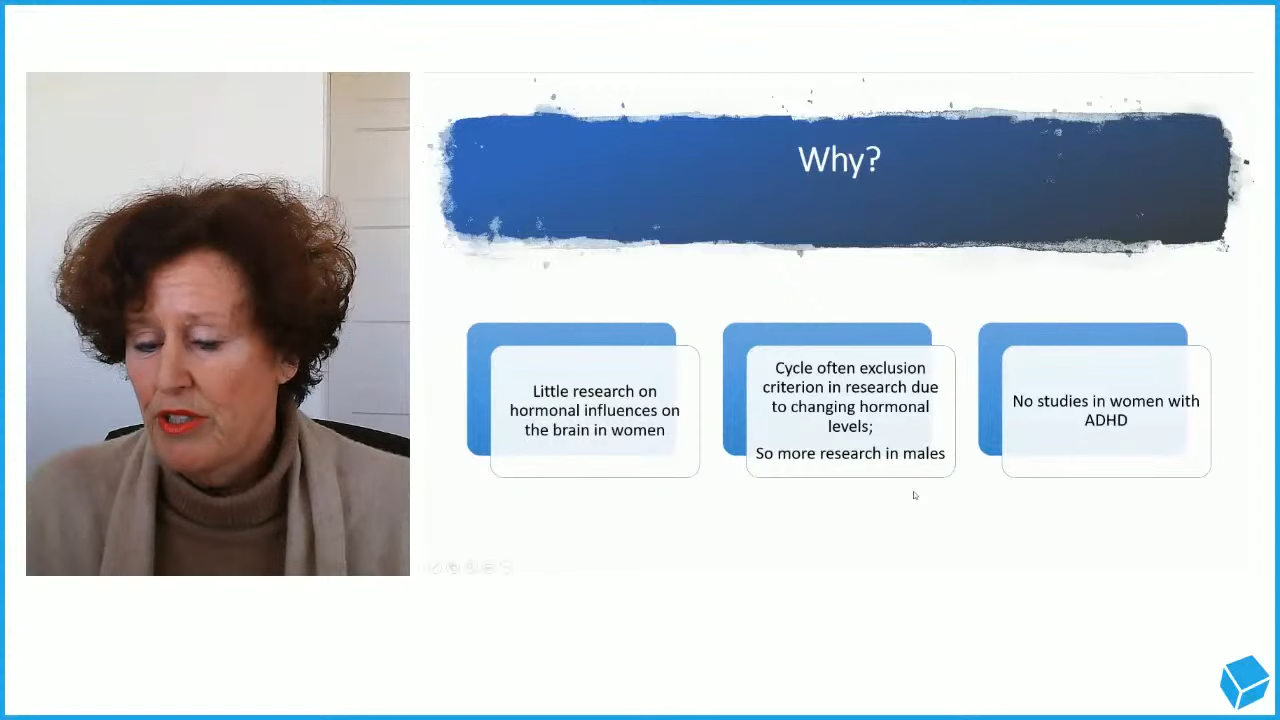 Why?
Little research on
hormonal influences on
the brain in women
Cycle often exclusion
criterion in research due
to changing hormonal
levels;
So more research in males
No studies in women with
ADHD